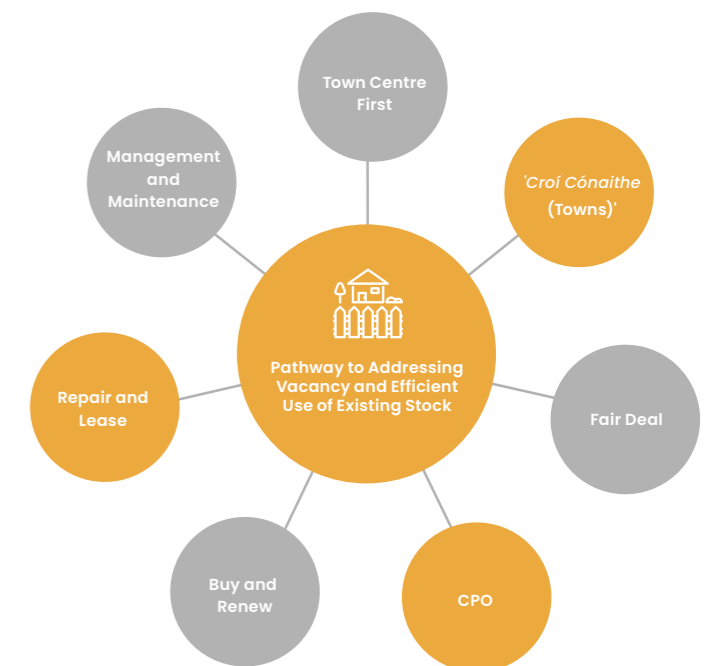 Town Centre
First
'Croí Cónaithe
(Towns)'
Fair Deal
CPO
Buy and
Renew
Repair and
Lease
Management
and
Maintenance
Pathway to Addressing
Vacancy and Efficient
Use of Existing Stock